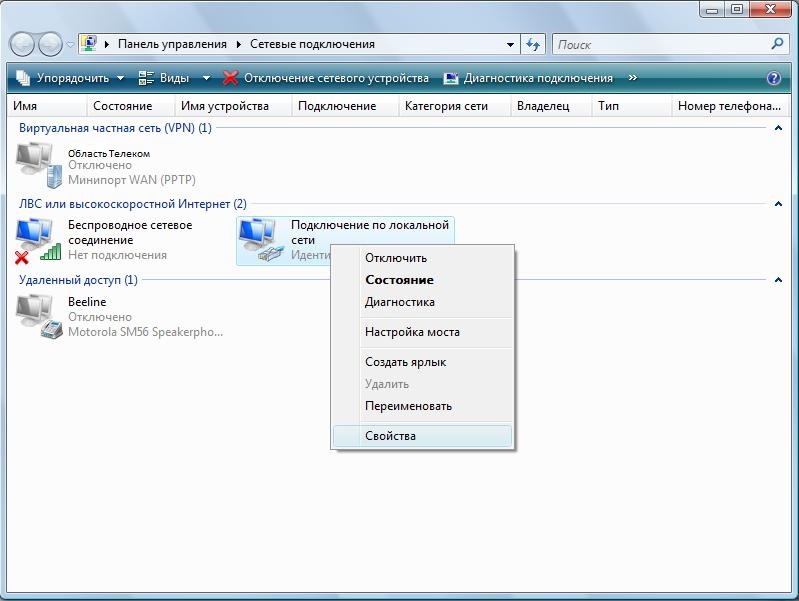 Панель управления Сетевые подключения Поиск
Упорядочить Виды Отключение сетевого устройства Диагностика подключения »
Имя Состояние Имя устройства Подключение Категория сети Владелец Тип Номер телефона...
Виртуальная частная сеть (VPN) (1)
Область Телеком
Отключено
Минипорт WAN (PPTP)
ЛВС или высокоскоростной Интернет (2)
Беспроводное сетевое
соединение
Нет подключения
Подключение по локальной
сети
Иденти
Отключить
Состояние
Диагностика
Настройка моста
Создать ярлык
Удалить
Переименовать
Свойства
Удаленный доступ (1)
Beeline
Отключено
Motorola SM56 Speakerpho...